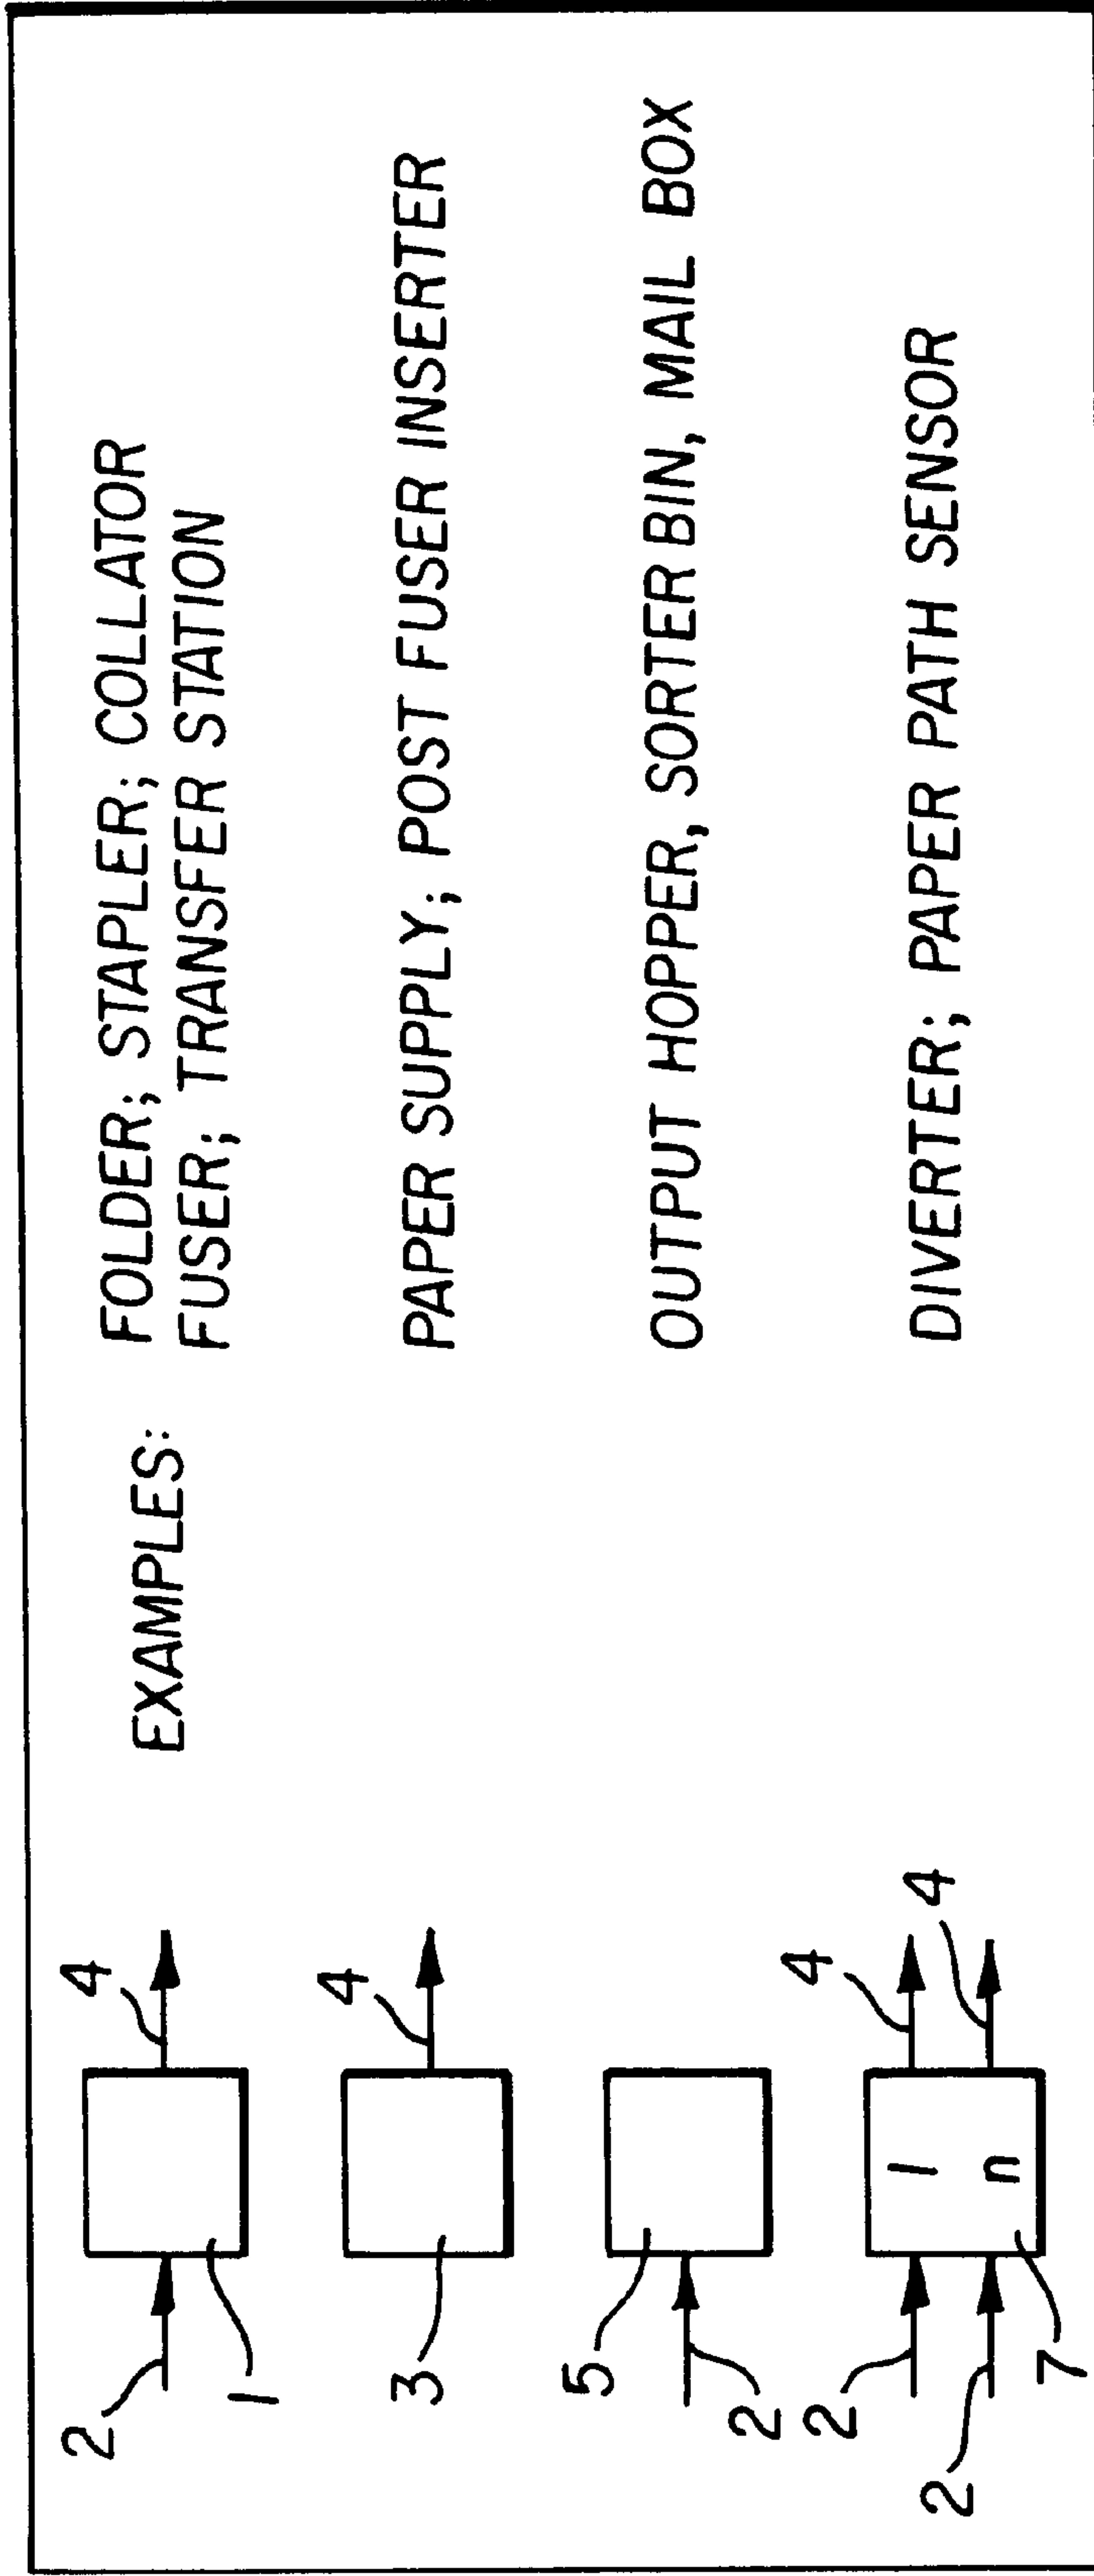 2
1
4
EXAMPLES:
FOLDER; STAPLER; COLLATOR
FUSER; TRANSFER STATION
3
4
PAPER SUPPLY; POST FUSER INSERTER
5
2
OUTPUT HOPPER, SORTER BIN, MAIL BOX
2
2
1
n
7
4
4
DIVERTER; PAPER PATH SENSOR